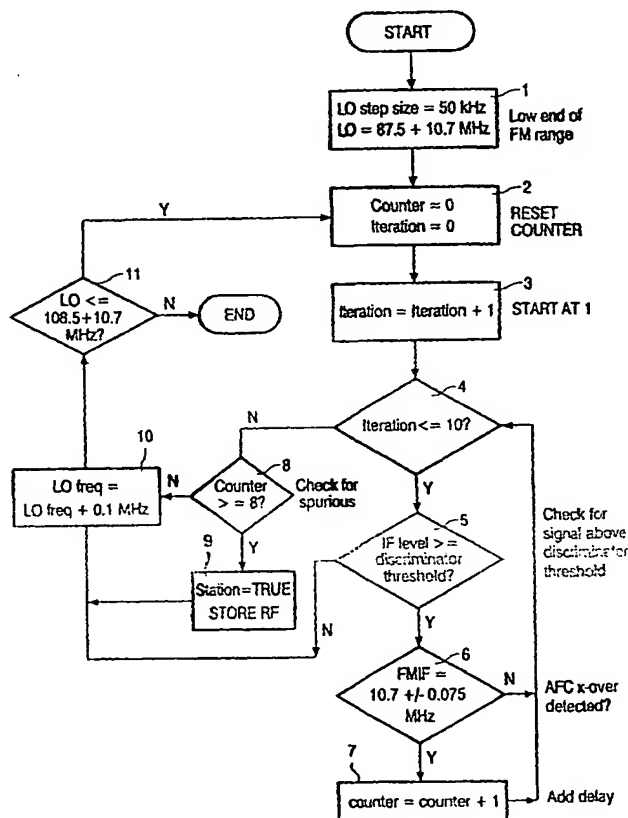 START
1
LO step size = 50 kHz
LO = 87.5 + 10.7 MHz
Low end of
FM range
2
Counter = 0
Iteration = 0
RESET
COUNTER
Y
11
LO <=
108.5+10.7
MHz?
N
END
3
Iteration = Iteration + 1
START AT 1
4
Iteration <= 10?
N
Y
10
LO freq =
LO freq + 0.1 MHz
N
8
Counter
>= 8?
Check for
spurious
Y
9
Station=TRUE
STORE RF
5
IF level >=
discriminator
threshold?
N
Y
Check for
signal above
discriminator
threshold
6
FMIF =
10.7 +/- 0.075
MHz
N
Y
AFC x-over
detected?
7
counter = counter + 1
Add delay